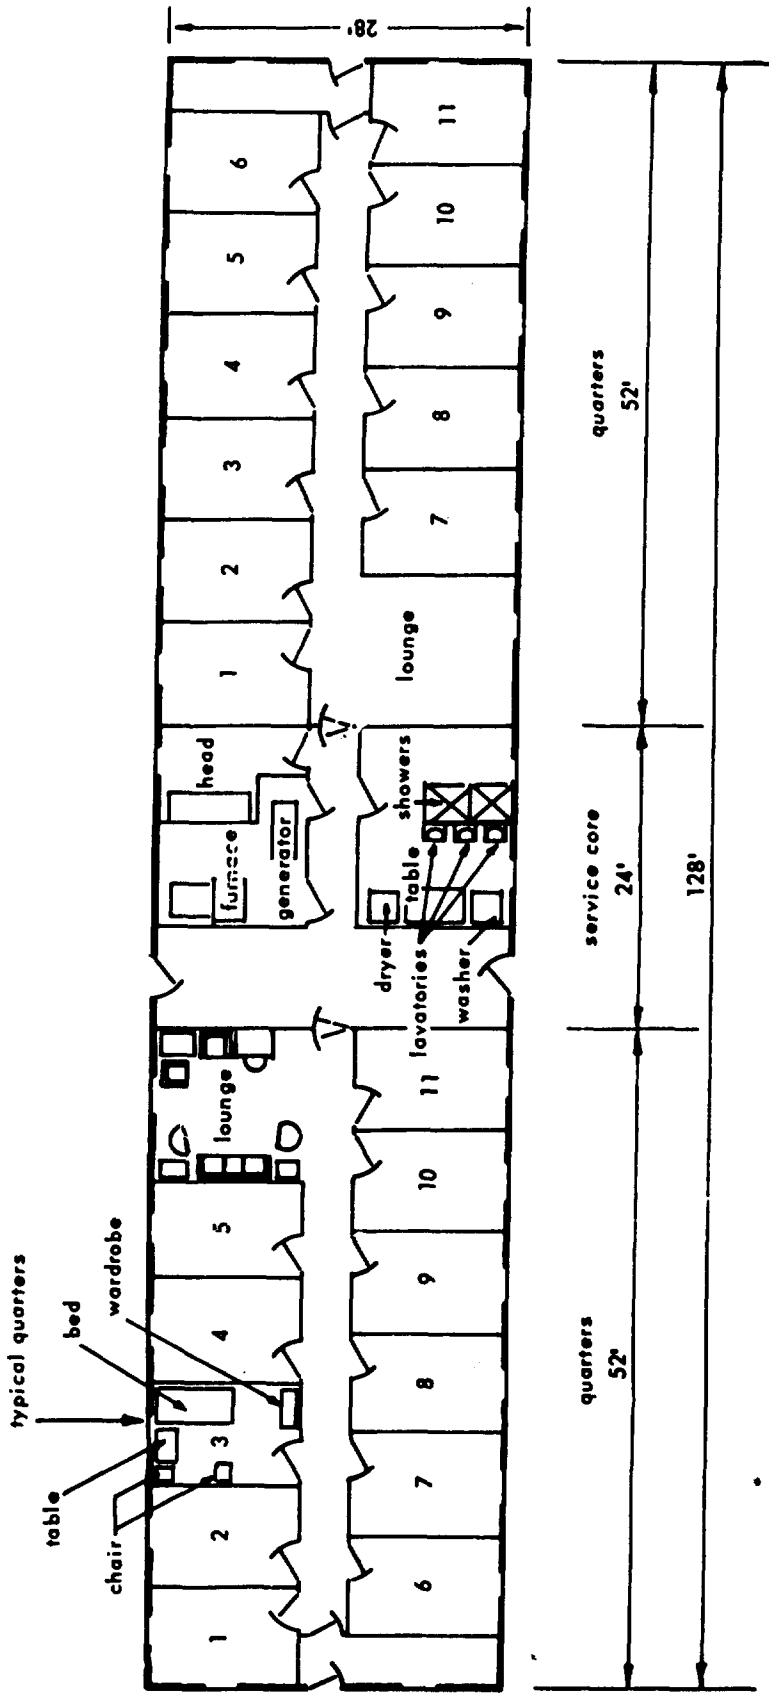 28'
typical quarters
bed
wardrobe
table
chair
1
2
3
4
5
lounge
6
7
8
9
10
11
furnace
generator
head
dryer
table
showers
lavatories
washer
1
2
3
4
5
6
lounge
7
8
9
10
11
quarters
52'
service core
24'
quarters
52'
128'